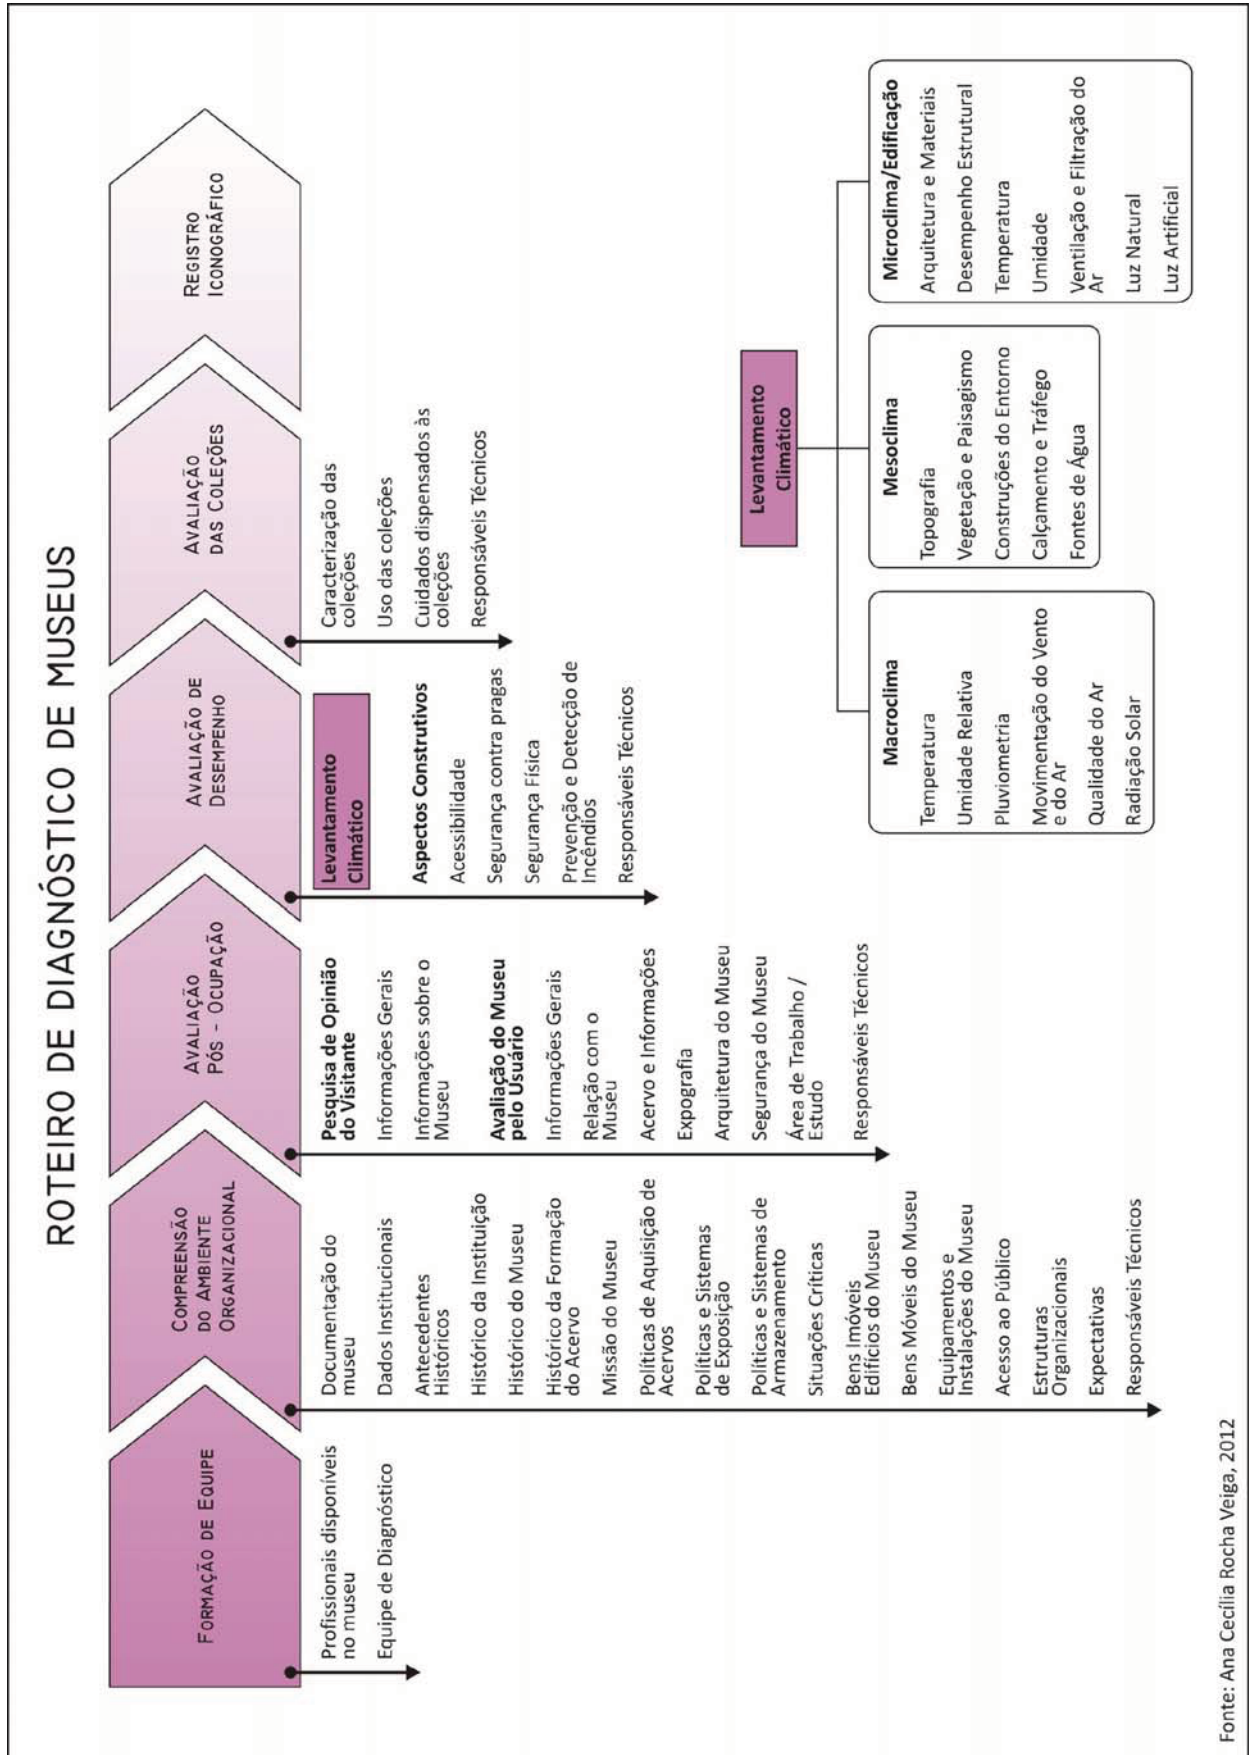 ROTEIRO DE DIAGNÓSTICO DE MUSEUS
FORMAÇÃO DE EQUIPE
Profissionais disponíveis
no museu
Equipe de Diagnóstico
COMPREENSÃO
DO AMBIENTE
ORGANIZACIONAL
Documentação do
museu
Dados Institucionais
Antecedentes
Históricos
Histórico da Instituição
Histórico do Museu
Histórico da Formação
do Acervo
Missão do Museu
Políticas de Aquisição de
Acervos
Políticas e Sistemas
de Exposição
Políticas e Sistemas de
Armazenamento
Situações Críticas
Bens Imóveis
Edifícios do Museu
Bens Móveis do Museu
Equipamentos e
Instalações do Museu
Acesso ao Público
Estruturas
Organizacionais
Expectativas
Responsáveis Técnicos
AVALIAÇÃO
PÓS - OCUPAÇÃO
Pesquisa de Opinião
do Visitante
Informações Gerais
Informações sobre o
Museu
Avaliação do Museu
pelo Usuário
Informações Gerais
Relação com o
Museu
Acervo e Informações
Expografia
Arquitetura do Museu
Segurança do Museu
Área de Trabalho /
Estudo
Responsáveis Técnicos
AVALIAÇÃO DE
DESEMPENHO
Levantamento
Climático
Aspectos Construtivos
Acessibilidade
Segurança contra pragas
Segurança Física
Prevenção e Detecção de
Incêndios
Responsáveis Técnicos
AVALIAÇÃO
DAS COLEÇÕES
Caracterização das
coleções
Uso das coleções
Cuidados dispensados às
coleções
Responsáveis Técnicos
REGISTRO
ICONOGRÁFICO
Levantamento
Climático
Macroclima
Temperatura
Umidade Relativa
Pluviometria
Movimentação do Vento
e do Ar
Qualidade do Ar
Radiação Solar
Mesoclima
Topografia
Vegetação e Paisagismo
Construções do Entorno
Calçamento e Tráfego
Fontes de Água
Microclima/Edificação
Arquitetura e Materiais
Desempenho Estrutural
Temperatura
Umidade
Ventilação e Filtração do
Ar
Luz Natural
Luz Artificial
Fonte: Ana Cecília Rocha Veiga, 2012